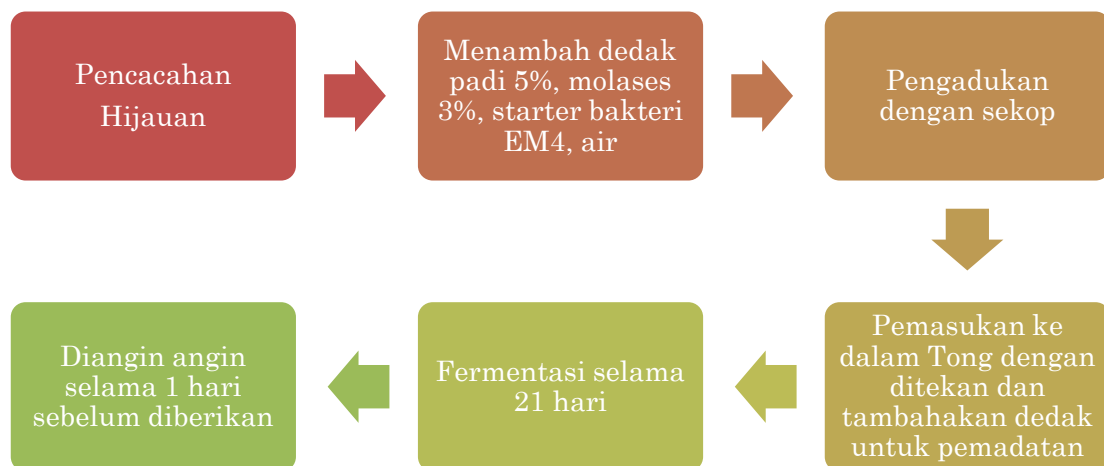 Pencacahan
Hijauan
Menambah dedak
padi 5%, molases
3%, starter bakteri
EM4, air
Pengadukan
dengan sekop
Pemasukan ke
dalam Tong dengan
ditekan dan
tambahakan dedak
untuk pemadatan
Fermentasi selama
21 hari
Diangin angin
selama 1 hari
sebelum diberikan